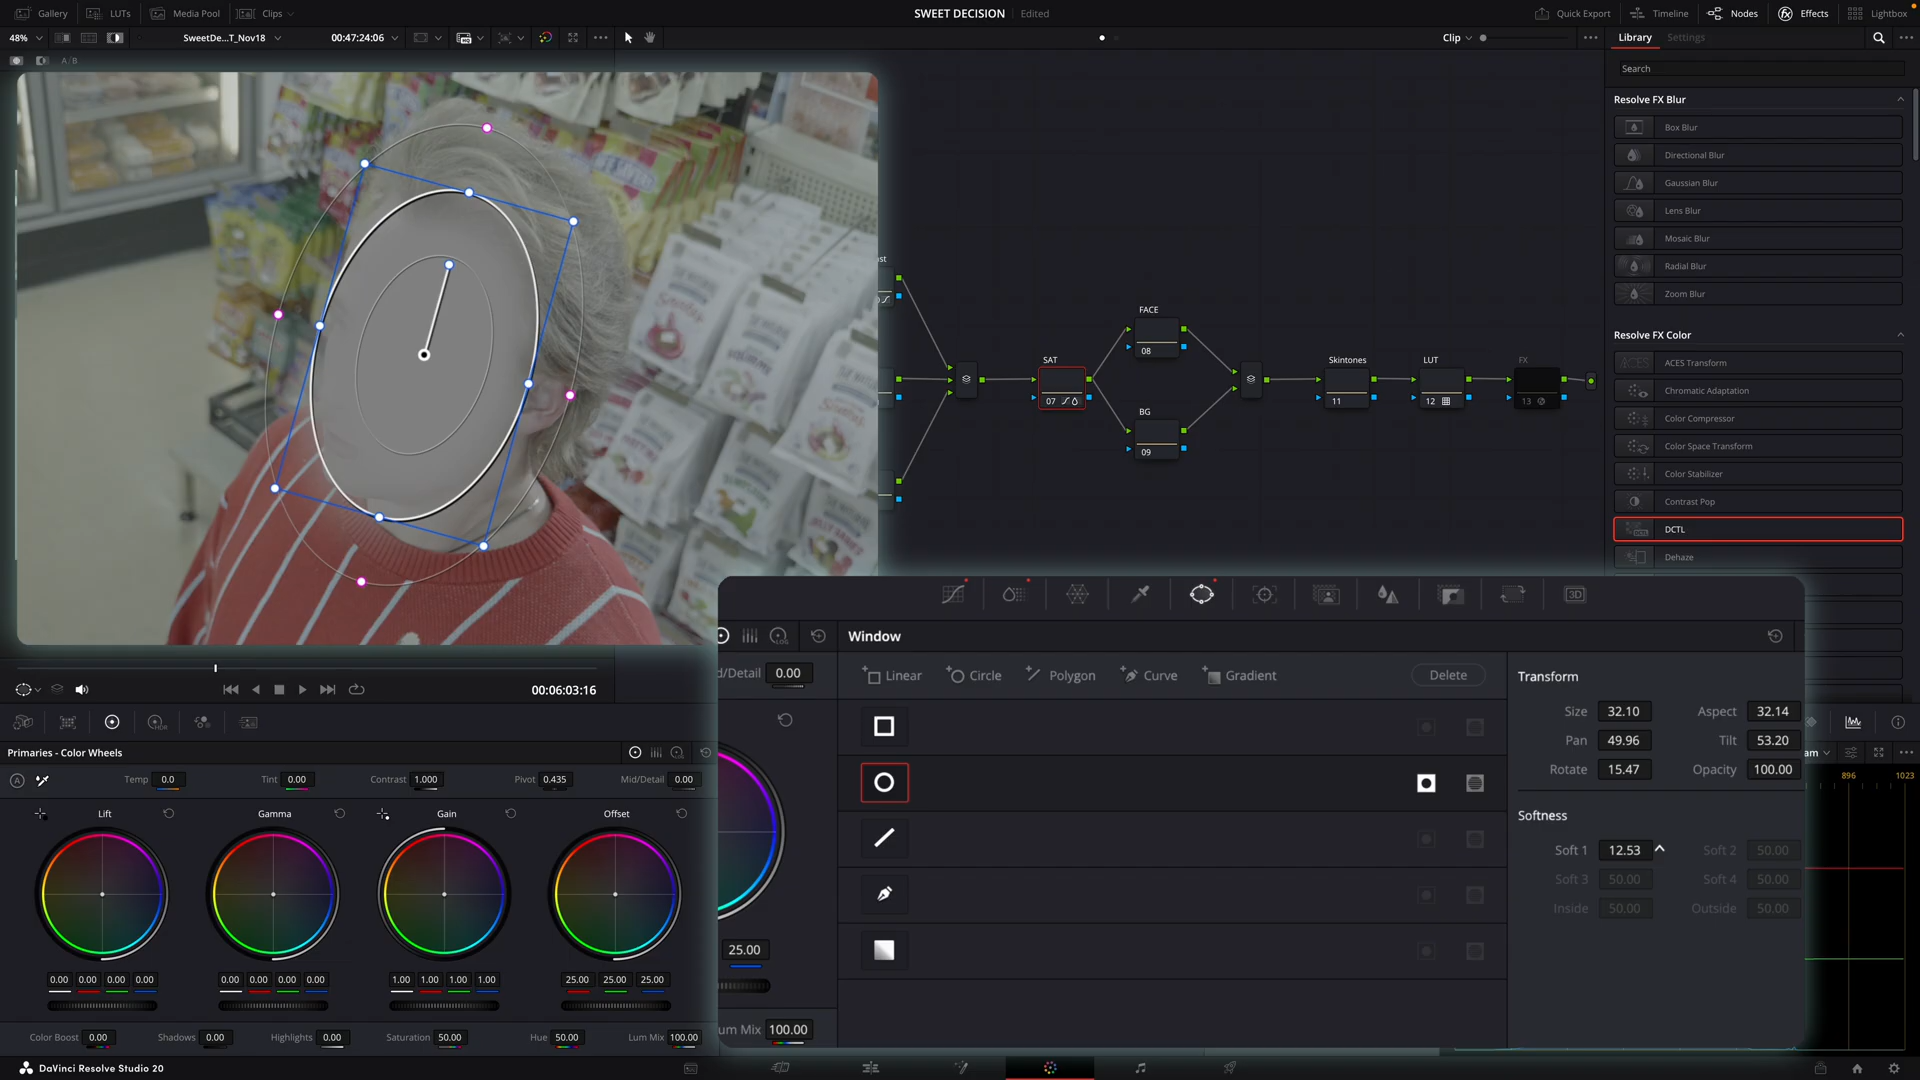 Gallery LUTs Media Pool Clips SWEET DECISION Edited Quick Export Timeline Nodes Effects Lightbox
48% SweetDe...T_Nov18 00:47:24:06 Clip Library Settings
A/B
Search
Resolve FX Blur
Box Blur
Directional Blur
Gaussian Blur
Lens Blur
Mosaic Blur
Radial Blur
Zoom Blur
Resolve FX Color
ACES Transform
Chromatic Adaptation
Color Compressor
Color Space Transform
Color Stabilizer
Contrast Pop
DCTL
Dehaze
ast
SAT
07
FACE
08
BG
09
Skintones
11
LUT
12
FX
13
00:06:03:16
Primaries - Color Wheels
Temp 0.0 Tint 0.00 Contrast 1.000 Pivot 0.435 Mid/Detail 0.00
Lift Gamma Gain Offset
0.00 0.00 0.00 0.00 0.00 0.00 0.00 0.00 1.00 1.00 1.00 1.00 25.00 25.00 25.00
Color Boost 0.00 Shadows 0.00 Highlights 0.00 Saturation 50.00 Hue 50.00 Lum Mix 100.00
3D
LOG
Window
d/Detail 0.00
Linear Circle Polygon Curve Gradient Delete
25.00
um Mix 100.00
Transform
Size 32.10 Aspect 32.14
Pan 49.96 Tilt 53.20
Rotate 15.47 Opacity 100.00
Softness
Soft 1 12.53 Soft 2 50.00
Soft 3 50.00 Soft 4 50.00
Inside 50.00 Outside 50.00
am
896 1023
DaVinci Resolve Studio 20